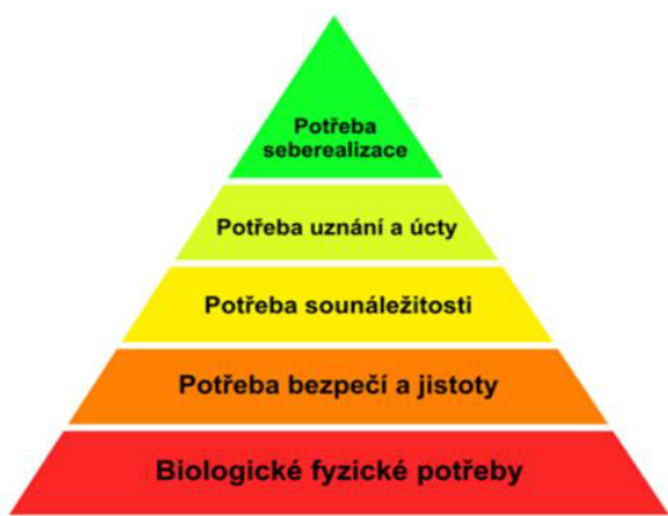 Potřeba
seberealizace
Potřeba uznání a úcty
Potřeba sounáležitosti
Potřeba bezpečí a jistoty
Biologické fyzické potřeby